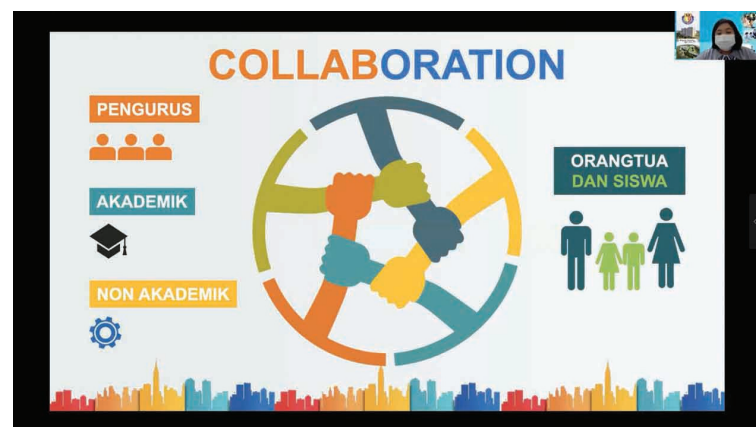 COLLABORATION
PENGURUS
AKADEMIK
NON AKADEMIK
ORANGTUA
DAN SISWA